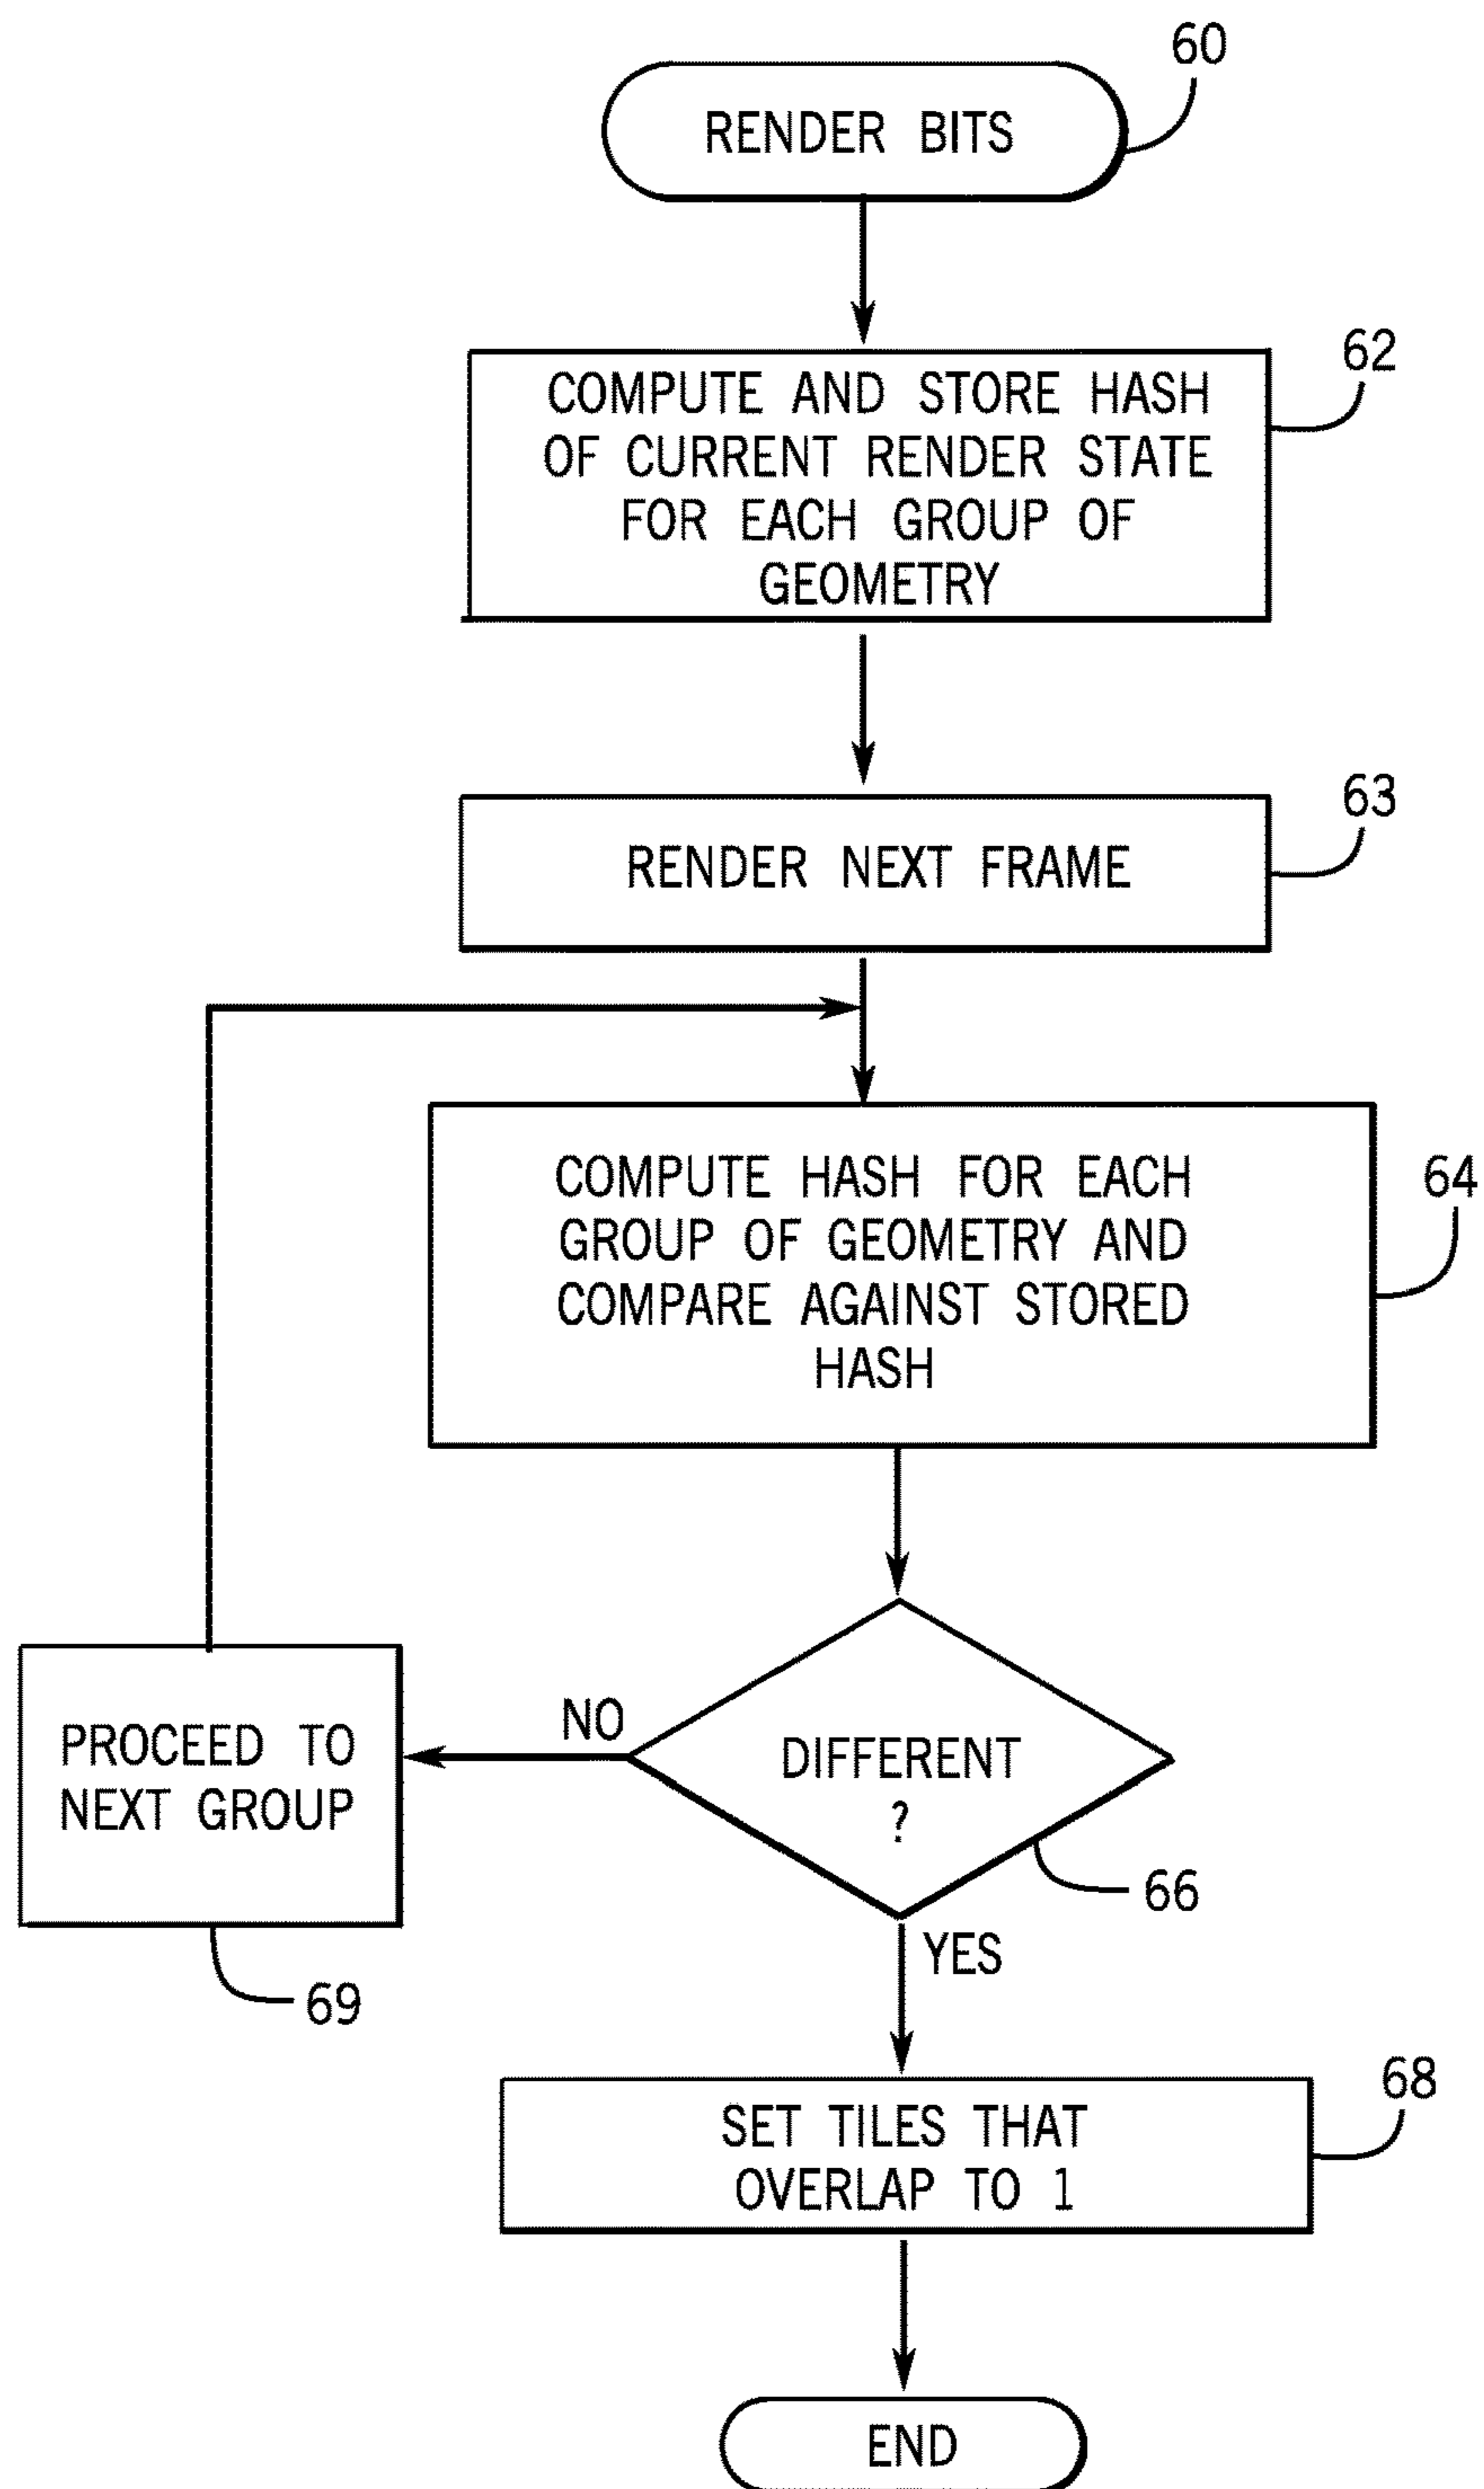 60
RENDER BITS
62
COMPUTE AND STORE HASH
OF CURRENT RENDER STATE
FOR EACH GROUP OF
GEOMETRY
63
RENDER NEXT FRAME
64
COMPUTE HASH FOR EACH
GROUP OF GEOMETRY AND
COMPARE AGAINST STORED
HASH
DIFFERENT
?
66
NO
PROCEED TO
NEXT GROUP
69
YES
68
SET TILES THAT
OVERLAP TO 1
END